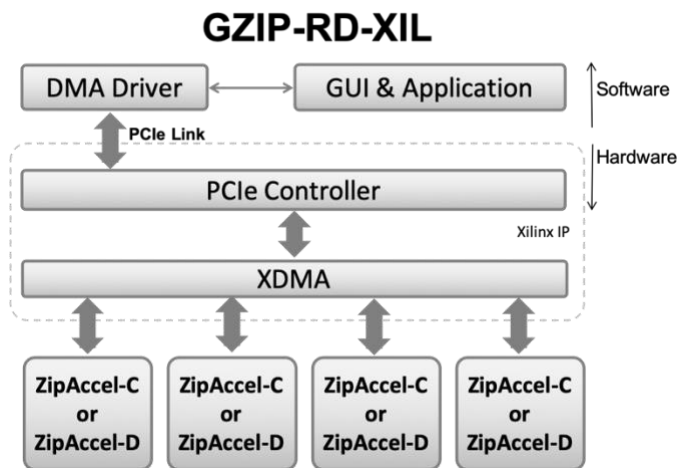 GZIP-RD-XIL
DMA Driver
GUI & Application
Software
PCIe Link
Hardware
PCIe Controller
Xilinx IP
XDMA
ZipAccel-C
or
ZipAccel-D
ZipAccel-C
or
ZipAccel-D
ZipAccel-C
or
ZipAccel-D
ZipAccel-C
or
ZipAccel-D